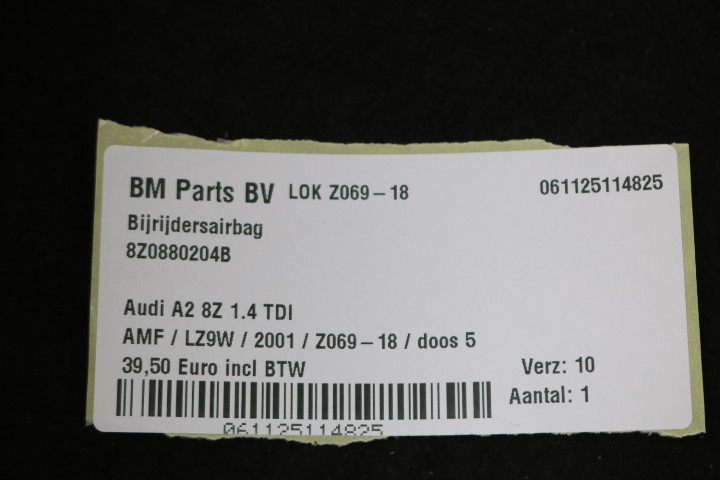 BM Parts BV LOK Z069-18 061125114825
Bijrijdersairbag
8Z0880204B
Audi A2 8Z 1.4 TDI
AMF / LZ9W / 2001 / Z069-18 / doos 5
39,50 Euro incl BTW Verz: 10
Aantal: 1
061125114825